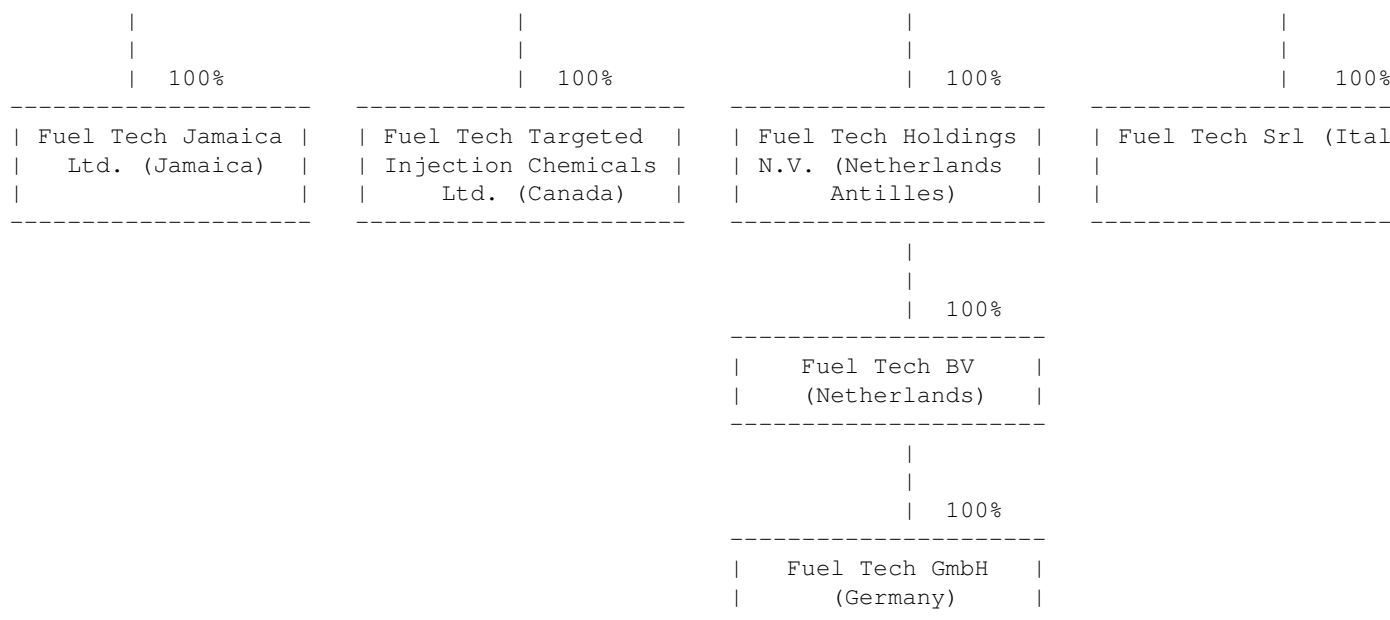 | | | |
| | | |
| 100% | 100% | 100% | 100%
--------------------- ----------------------- ---------------------- ---------------------
| Fuel Tech Jamaica | | Fuel Tech Targeted | | Fuel Tech Holdings | | Fuel Tech Srl (Ital
| Ltd. (Jamaica) | | Injection Chemicals | | N.V. (Netherlands | |
| | | Ltd. (Canada) | | Antilles) | |
--------------------- ----------------------- ---------------------- ---------------------
|
|
| 100%
----------------------
| Fuel Tech BV |
| (Netherlands) |
----------------------
|
|
| 100%
----------------------
| Fuel Tech GmbH |
| (Germany) |